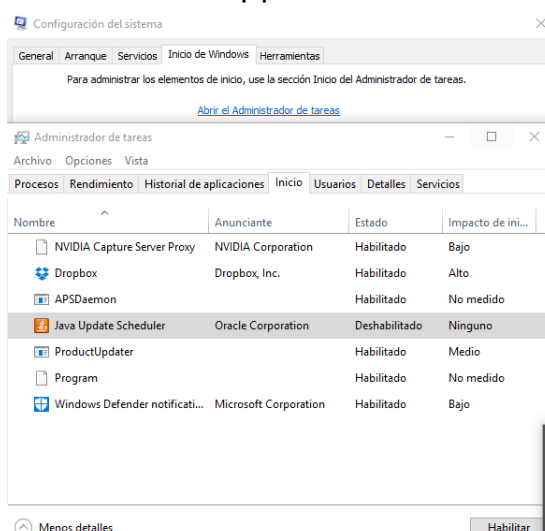 Configuración del sistema
General Arranque Servicios Inicio de Windows Herramientas
Para administrar los elementos de inicio, use la sección Inicio del Administrador de tareas.
Abrir el Administrador de tareas
Administrador de tareas
Archivo Opciones Vista
Procesos Rendimiento Historial de aplicaciones Inicio Usuarios Detalles Servicios
Nombre Anunciante Estado Impacto de ini...
NVIDIA Capture Server Proxy NVIDIA Corporation Habilitado Bajo
Dropbox Dropbox, Inc. Habilitado Alto
APSDaemon Habilitado No medido
Java Update Scheduler Oracle Corporation Deshabilitado Ninguno
ProductUpdater Habilitado Medio
Program Habilitado No medido
Windows Defender notificati... Microsoft Corporation Habilitado Bajo
Menos detalles Habilitar